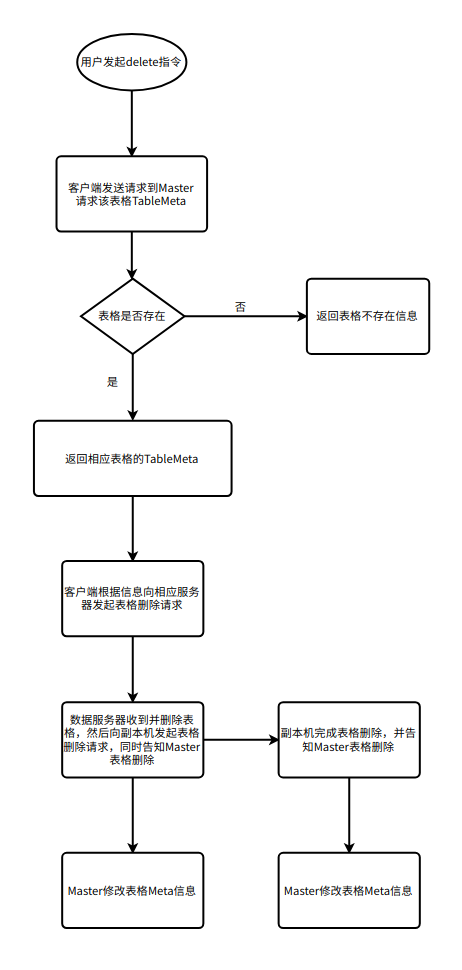 用户发起delete指令
客户端发送请求到Master
请求该表格TableMeta
表格是否存在
否
返回表格不存在信息
是
返回相应表格的TableMeta
客户端根据信息向相应服务
器发起表格删除请求
数据服务器收到并删除表
格，然后向副本机发起表格
删除请求，同时告知Master
表格删除
副本机完成表格删除，并告
知Master表格删除
Master修改表格Meta信息
Master修改表格Meta信息